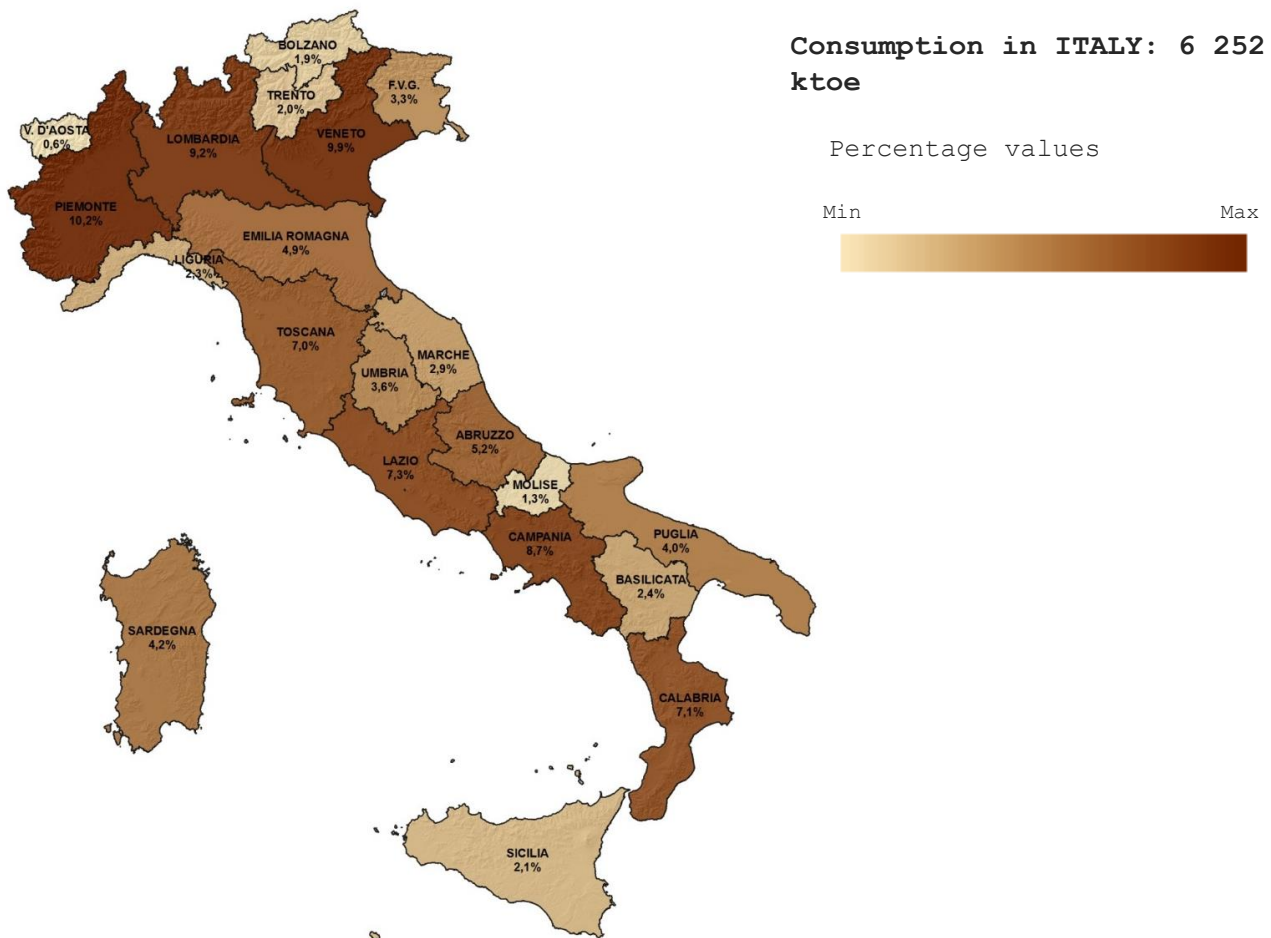 Consumption in ITALY: 6 252
ktoe
Percentage values
Min Max
BOLZANO
1,9%
TRENTO
2,0%
F.V.G.
3,3%
V. D'AOSTA
0,6%
LOMBARDIA
9,2%
VENETO
9,9%
PIEMONTE
10,2%
EMILIA ROMAGNA
4,9%
LIGURIA
2,3%
TOSCANA
7,0%
MARCHE
2,9%
UMBRIA
3,6%
ABRUZZO
5,2%
LAZIO
7,3%
MOLISE
1,3%
CAMPANIA
8,7%
PUGLIA
4,0%
BASILICATA
2,4%
SARDEGNA
4,2%
CALABRIA
7,1%
SICILIA
2,1%